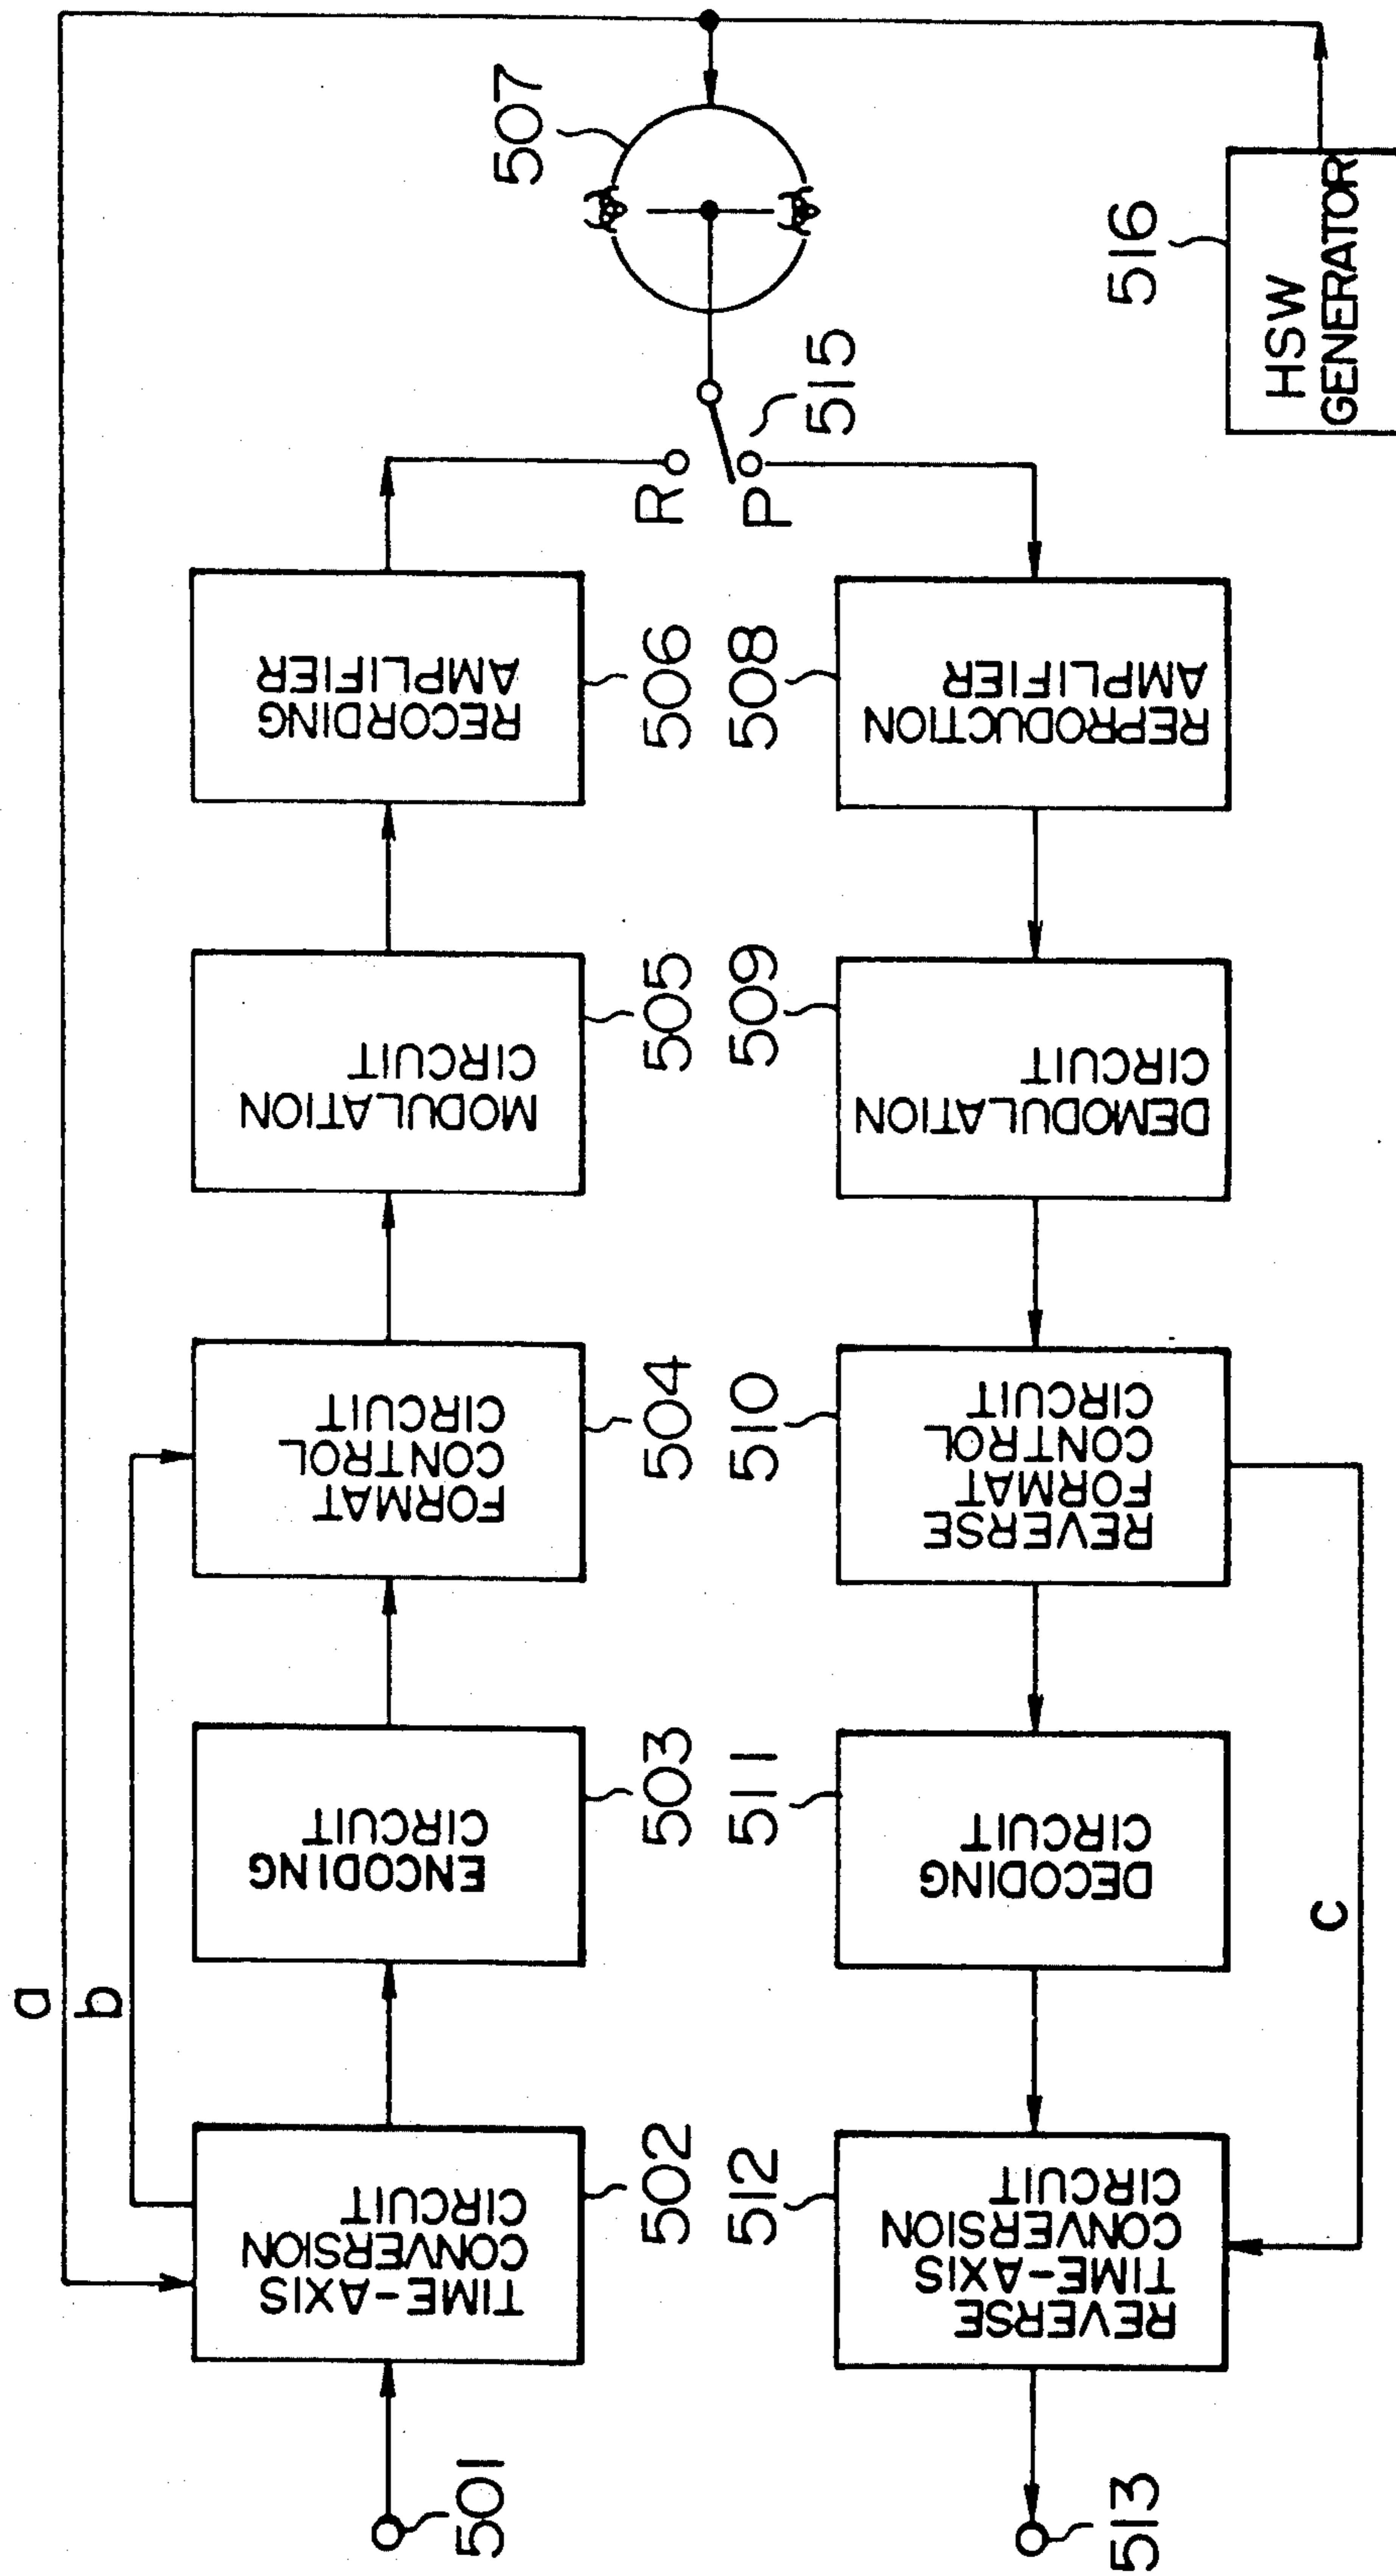 a
b
501
TIME-AXIS
CONVERSION
CIRCUIT
502
ENCODING
CIRCUIT
503
FORMAT
CONTROL
CIRCUIT
504
MODULATION
CIRCUIT
505
RECORDING
AMPLIFIER
506
R
P
515
507
HSW
GENERATOR
516
REPRODUCTION
AMPLIFIER
508
DEMODULATION
CIRCUIT
509
REVERSE
FORMAT
CONTROL
CIRCUIT
510
DECODING
CIRCUIT
511
REVERSE
TIME-AXIS
CONVERSION
CIRCUIT
512
c
513